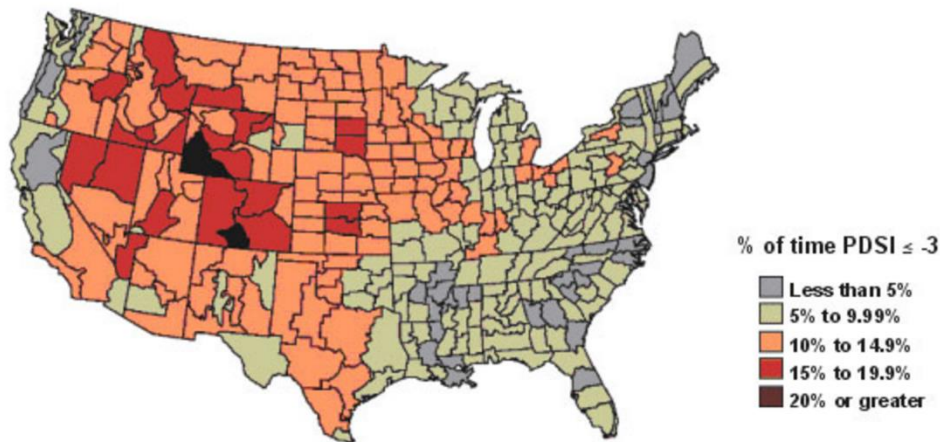 % of time PDSI ≤ -3
Less than 5%
5% to 9.99%
10% to 14.9%
15% to 19.9%
20% or greater